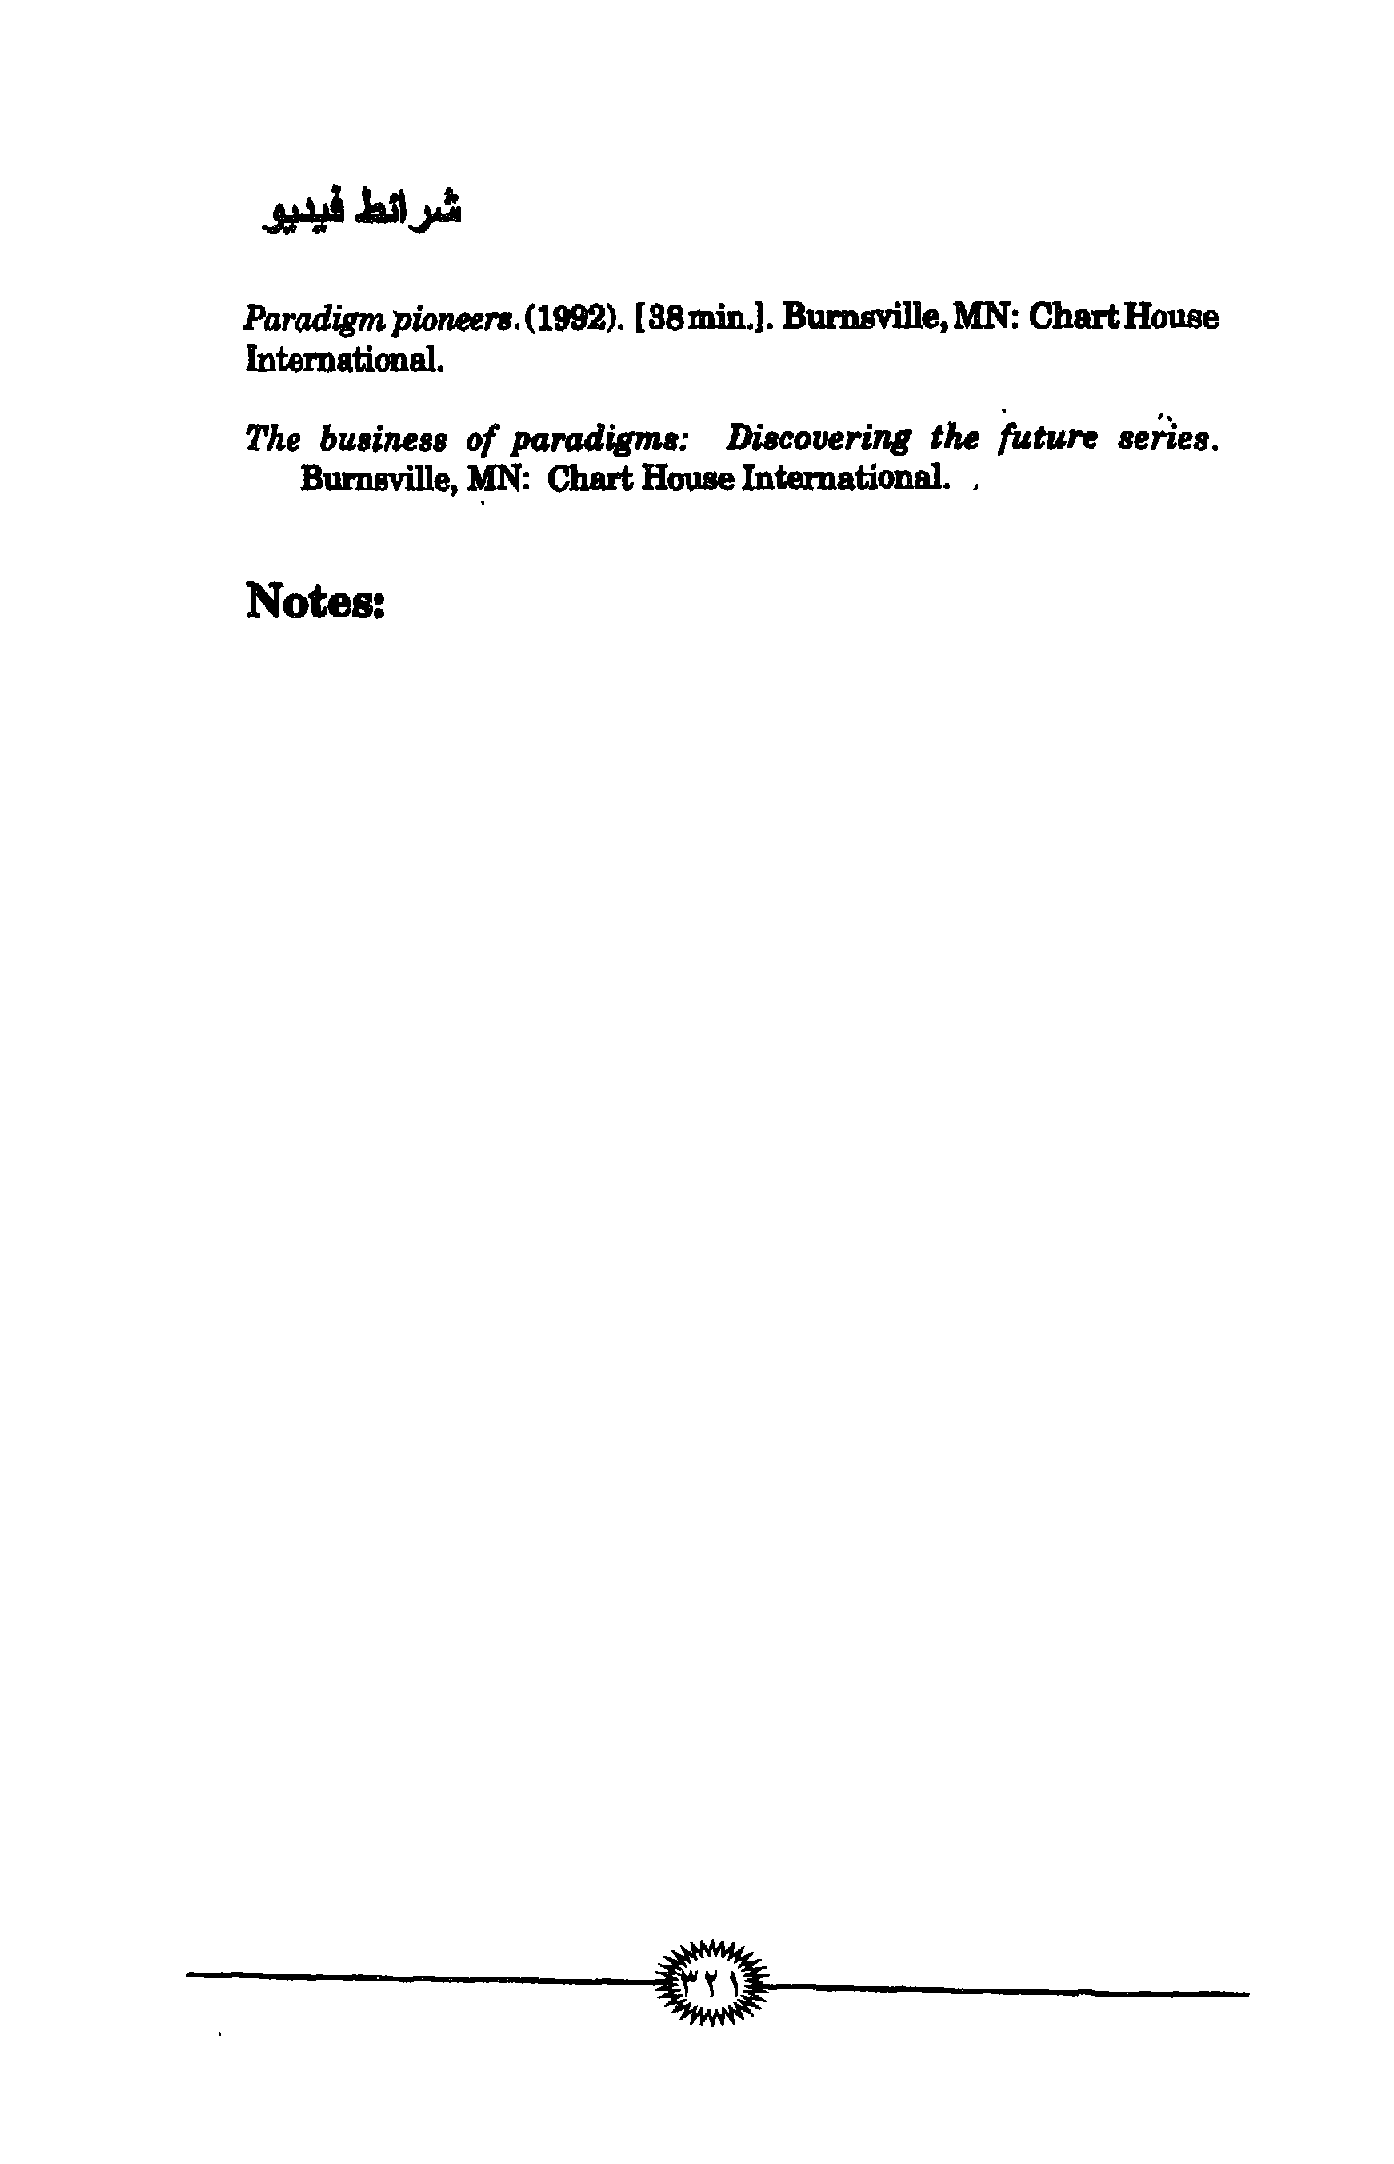 شرائط فيديو
Paradigm pioneers. (1992). [38 min.]. Burnsville, MN: Chart House
International.
The business of paradigms: Discovering the future series.
Burnsville, MN: Chart House International.
Notes:
٣٢١